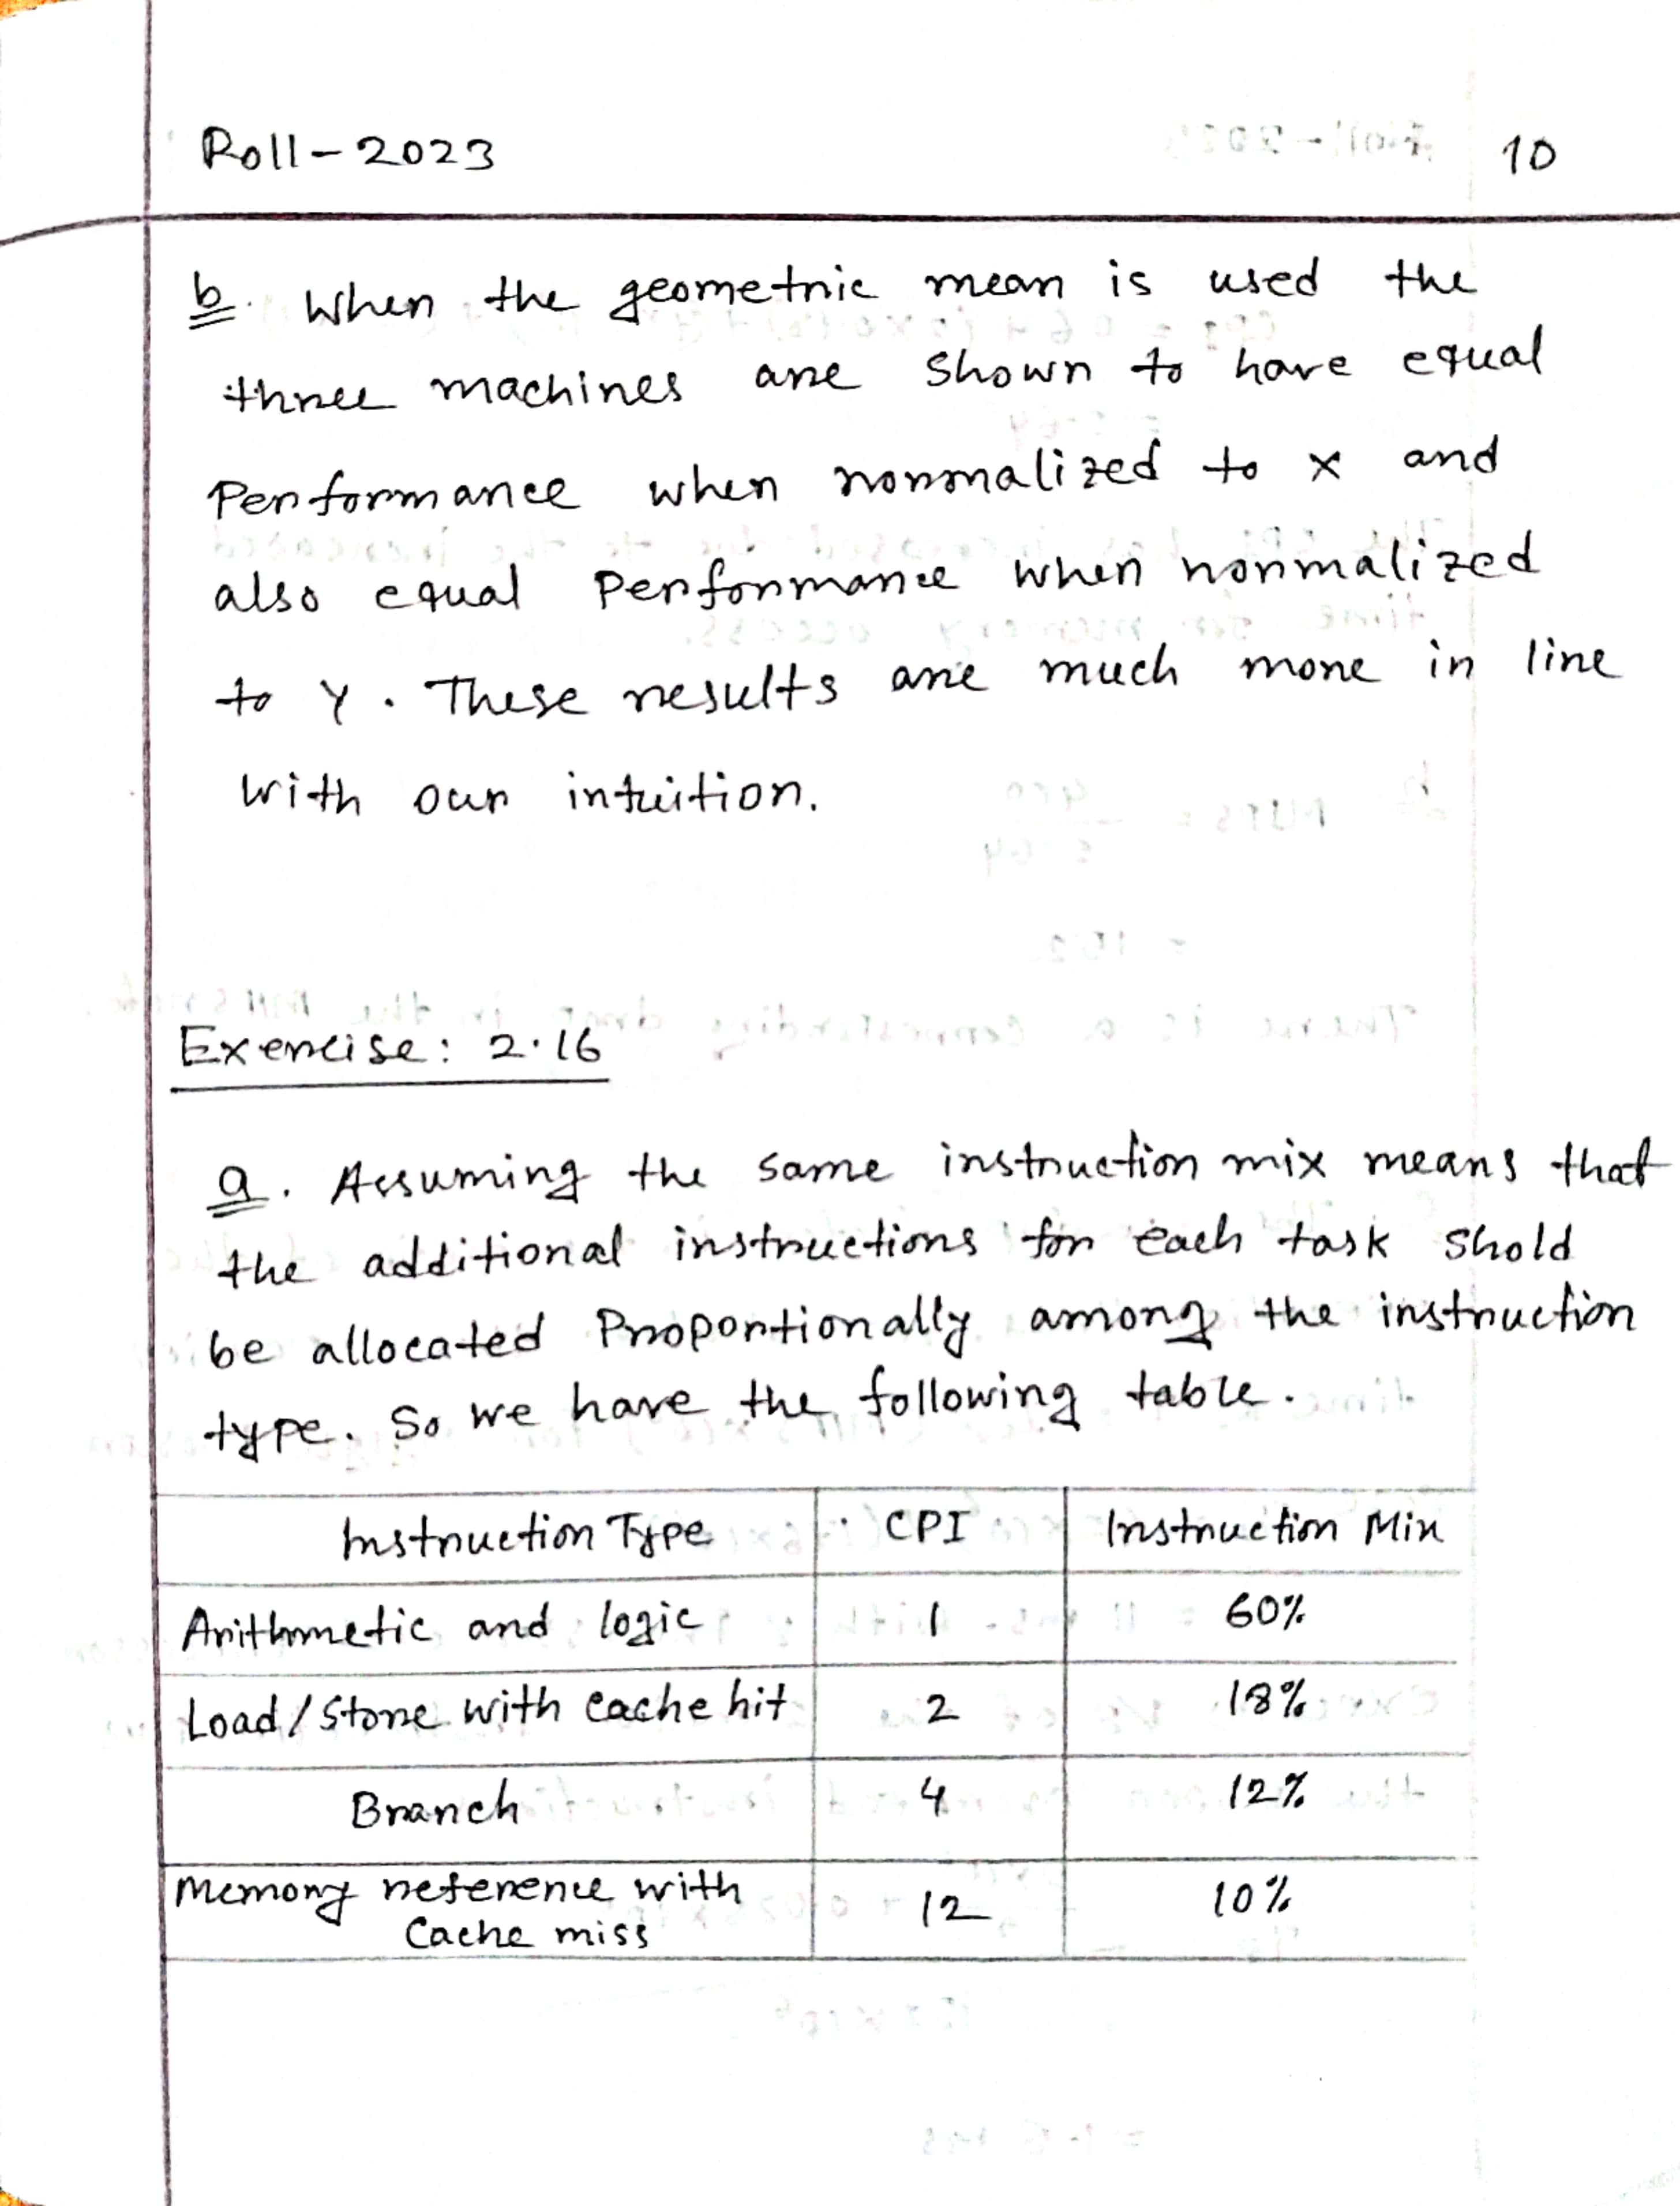 Roll-2023 10
b. When the geometric mean is used the
three machines are shown to have equal
Performance when normalized to x and
also equal Performance when normalized
to Y. These results are much more in line
with our intuition.
Exercise: 2.16
a. Assuming the same instruction mix means that
the additional instructions for each task shold
be allocated Proportionally among the instruction
type. So we have the following table.
Instruction Type CPI Instruction Mix
Arithmetic and logic 1 60%
Load/Store with cache hit 2 18%
Branch 4 12%
Memory reference with
Cache miss 12 10%